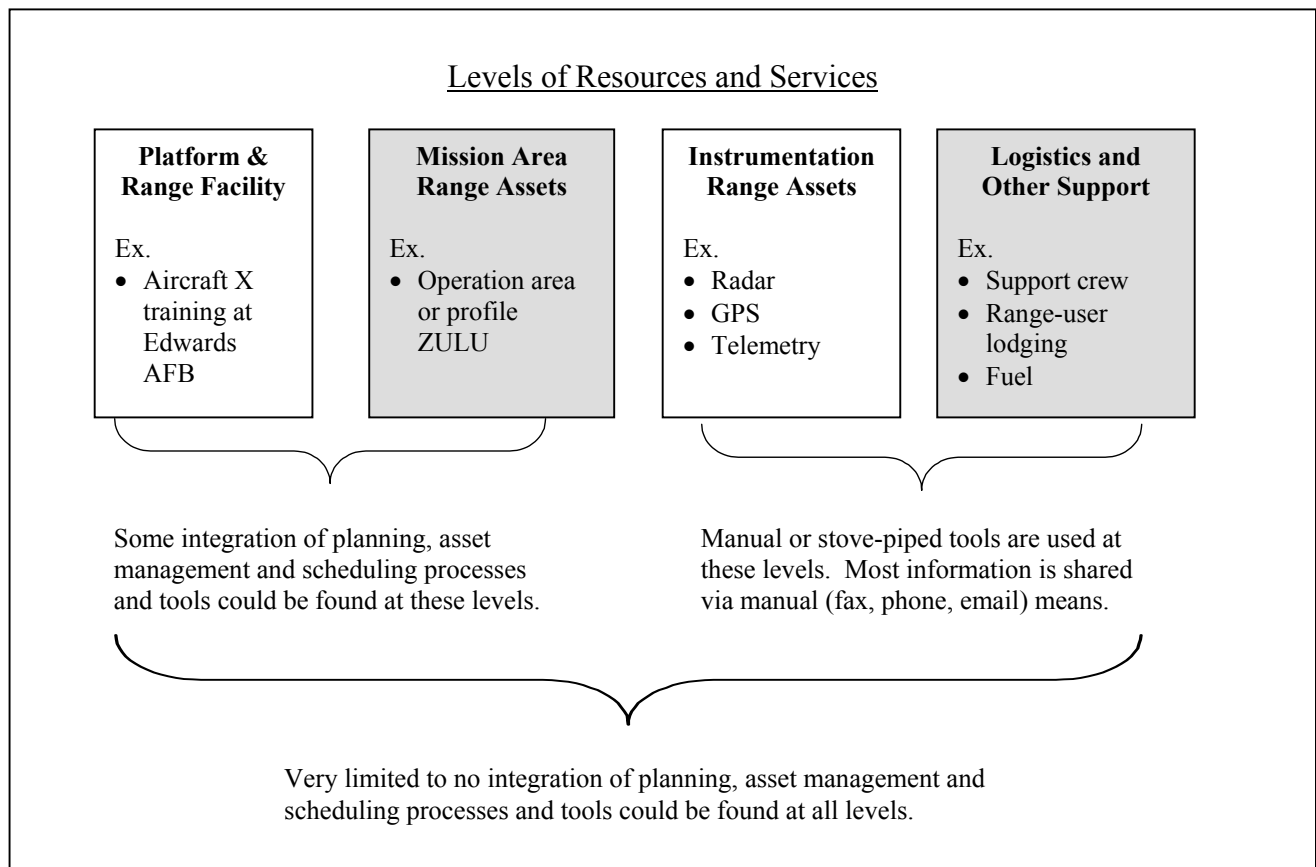 Levels of Resources and Services
Platform &
Range Facility
Ex.
• Aircraft X
training at
Edwards
AFB
Mission Area
Range Assets
Ex.
• Operation area
or profile
ZULU
Instrumentation
Range Assets
Ex.
• Radar
• GPS
• Telemetry
Logistics and
Other Support
Ex.
• Support crew
• Range-user
lodging
• Fuel
Some integration of planning, asset
management and scheduling processes
and tools could be found at these levels.
Manual or stove-piped tools are used at
these levels.  Most information is shared
via manual (fax, phone, email) means.
Very limited to no integration of planning, asset management and
scheduling processes and tools could be found at all levels.